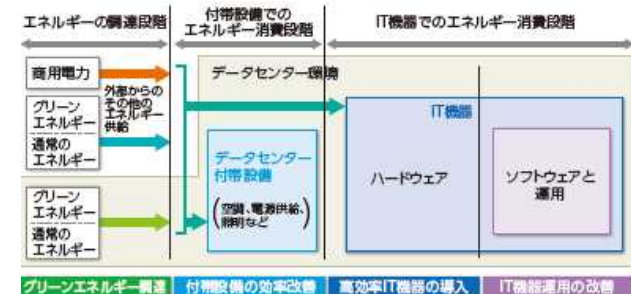 エネルギーの調達段階
付帯設備での
エネルギー消費段階
IT機器でのエネルギー消費段階
商用電力
外部からの
その他の
エネルギー
供給
グリーン
エネルギー
通常の
エネルギー
グリーン
エネルギー
通常の
エネルギー
データセンター環境
データセンター
付帯設備
(空調、電源供給、
照明など)
IT機器
ハードウェア
ソフトウェアと
運用
グリーンエネルギー調達
付帯設備の効率改善
高効率IT機器の導入
IT機器運用の改善